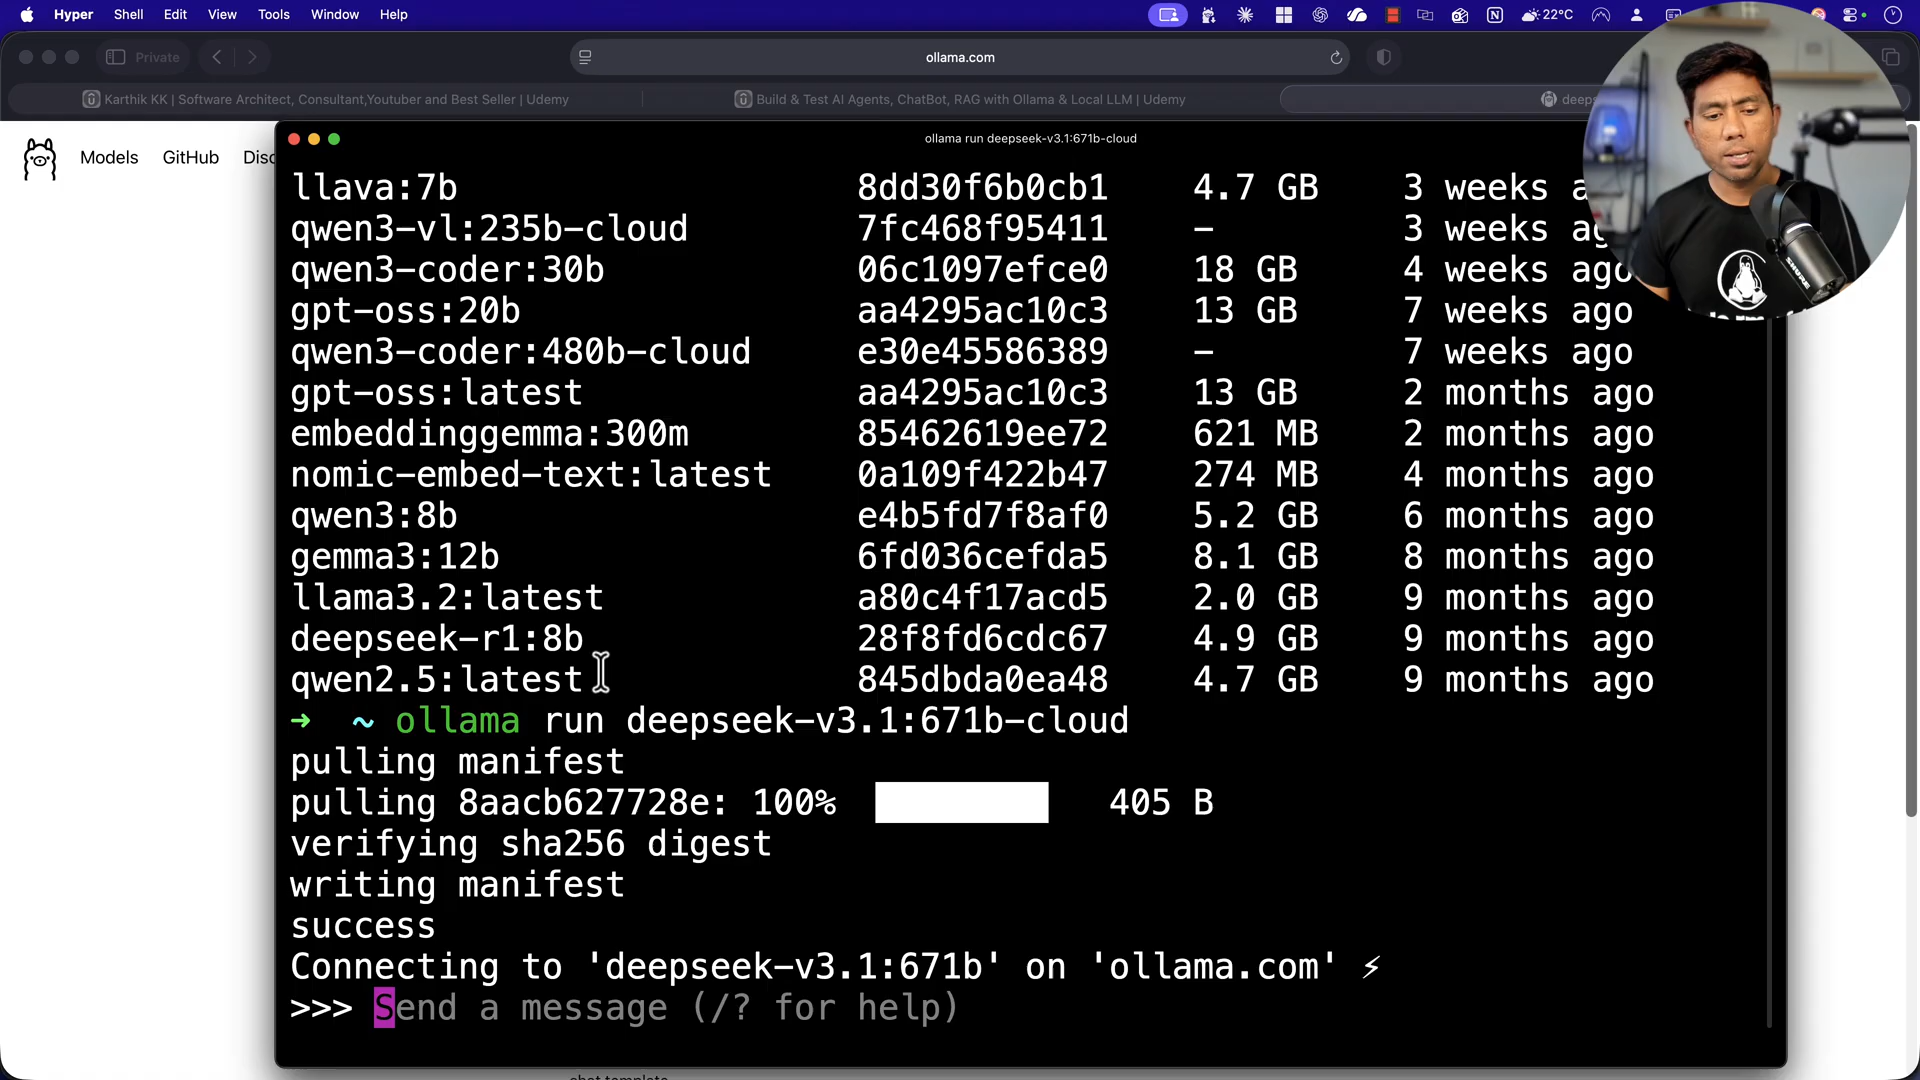 Hyper Shell Edit View Tools Window Help 22°C
Private ollama.com
Karthik KK | Software Architect, Consultant,Youtuber and Best Seller | Udemy Build & Test AI Agents, ChatBot, RAG with Ollama & Local LLM | Udemy
Models GitHub
ollama run deepseek-v3.1:671b-cloud
llava:7b 8dd30f6b0cb1 4.7 GB 3 weeks
qwen3-vl:235b-cloud 7fc468f95411 - 3 weeks
qwen3-coder:30b 06c1097efce0 18 GB 4 weeks ago
gpt-oss:20b aa4295ac10c3 13 GB 7 weeks ago
qwen3-coder:480b-cloud e30e45586389 - 7 weeks ago
gpt-oss:latest aa4295ac10c3 13 GB 2 months ago
embeddinggemma:300m 85462619ee72 621 MB 2 months ago
nomic-embed-text:latest 0a109f422b47 274 MB 4 months ago
qwen3:8b e4b5fd7f8af0 5.2 GB 6 months ago
gemma3:12b 6fd036cefda5 8.1 GB 8 months ago
llama3.2:latest a80c4f17acd5 2.0 GB 9 months ago
deepseek-r1:8b 28f8fd6cdc67 4.9 GB 9 months ago
qwen2.5:latest 845dbda0ea48 4.7 GB 9 months ago
➜ ~ ollama run deepseek-v3.1:671b-cloud
pulling manifest
pulling 8aacb627728e: 100% 405 B
verifying sha256 digest
writing manifest
success
Connecting to 'deepseek-v3.1:671b' on 'ollama.com' ⚡
>>> Send a message (/? for help)
SHURE